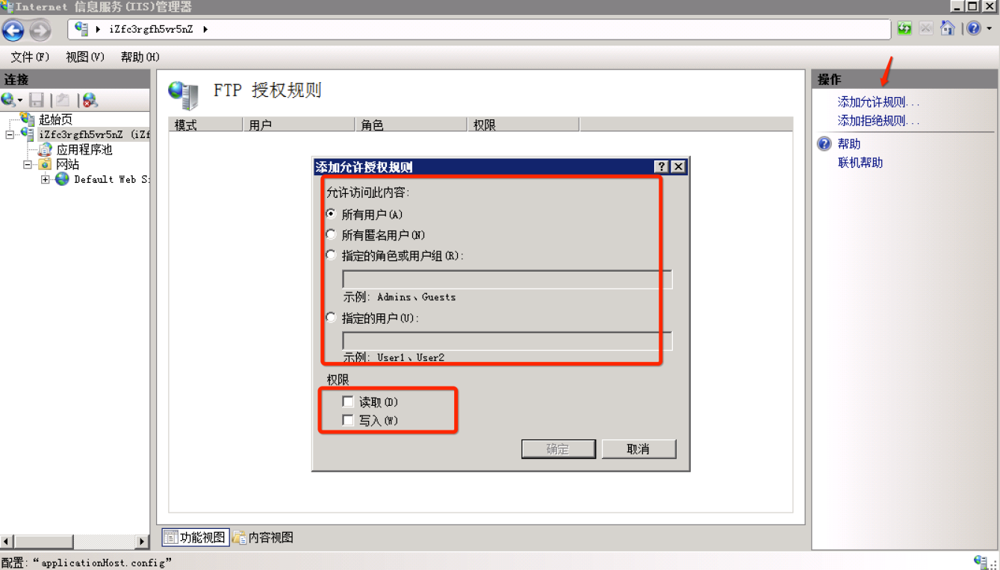 Internet 信息服务(IIS)管理器
iZfc3rgfh5vr5nZ
文件(F) 视图(V) 帮助(H)
连接
起始页
iZfc3rgfh5vr5nZ (iZf
应用程序池
网站
Default Web S
FTP 授权规则
模式 用户 角色 权限
添加允许授权规则
允许访问此内容:
所有用户(A)
所有匿名用户(N)
指定的角色或用户组(R):
示例: Admins、Guests
指定的用户(U):
示例: User1、User2
权限
读取(D)
写入(W)
确定 取消
功能视图 内容视图
操作
添加允许规则...
添加拒绝规则...
帮助
联机帮助
配置:“applicationHost.config”